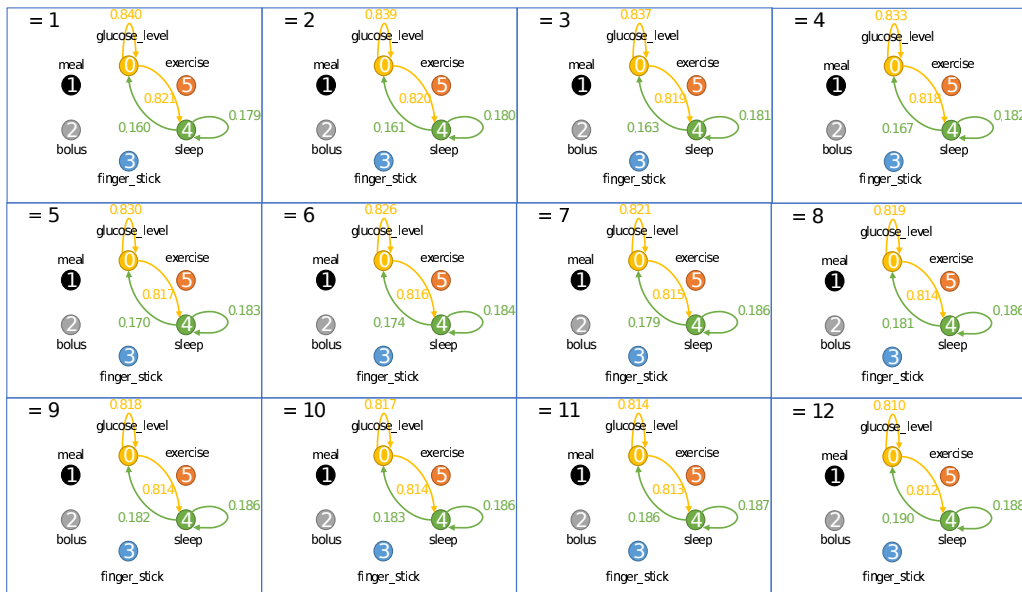 = 1
0.840
glucose_level
meal
exercise
0
1
5
0.821
0.179
0.160
2
4
bolus
sleep
3
finger_stick
= 2
0.839
glucose_level
meal
exercise
0
1
5
0.820
0.180
0.161
2
4
bolus
sleep
3
finger_stick
= 3
0.837
glucose_level
meal
exercise
0
1
5
0.819
0.181
0.163
2
4
bolus
sleep
3
finger_stick
= 4
0.833
glucose_level
meal
exercise
0
1
5
0.818
0.182
0.167
2
4
bolus
sleep
3
finger_stick
= 5
0.830
glucose_level
meal
exercise
0
1
5
0.817
0.183
0.170
2
4
bolus
sleep
3
finger_stick
= 6
0.826
glucose_level
meal
exercise
0
1
5
0.816
0.184
0.174
2
4
bolus
sleep
3
finger_stick
= 7
0.821
glucose_level
meal
exercise
0
1
5
0.815
0.186
0.179
2
4
bolus
sleep
3
finger_stick
= 8
0.819
glucose_level
meal
exercise
0
1
5
0.814
0.186
0.181
2
4
bolus
sleep
3
finger_stick
= 9
0.818
glucose_level
meal
exercise
0
1
5
0.814
0.186
0.182
2
4
bolus
sleep
3
finger_stick
= 10
0.817
glucose_level
meal
exercise
0
1
5
0.814
0.186
0.183
2
4
bolus
sleep
3
finger_stick
= 11
0.814
glucose_level
meal
exercise
0
1
5
0.813
0.187
0.186
2
4
bolus
sleep
3
finger_stick
= 12
0.810
glucose_level
meal
exercise
0
1
5
0.812
0.188
0.190
2
4
bolus
sleep
3
finger_stick